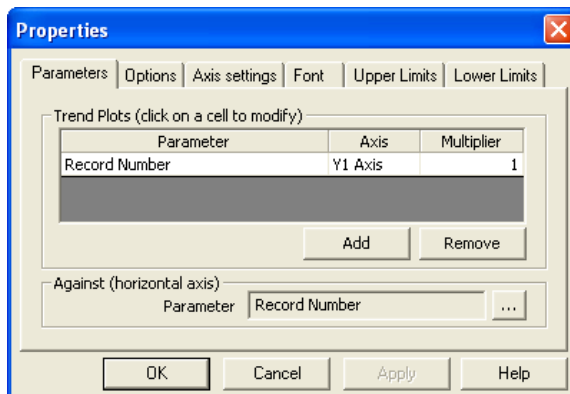 Properties
Parameters Options Axis settings Font Upper Limits Lower Limits
Trend Plots (click on a cell to modify)
Parameter Axis Multiplier
Record Number Y1 Axis 1
Add Remove
Against (horizontal axis)
Parameter Record Number ...
OK Cancel Apply Help